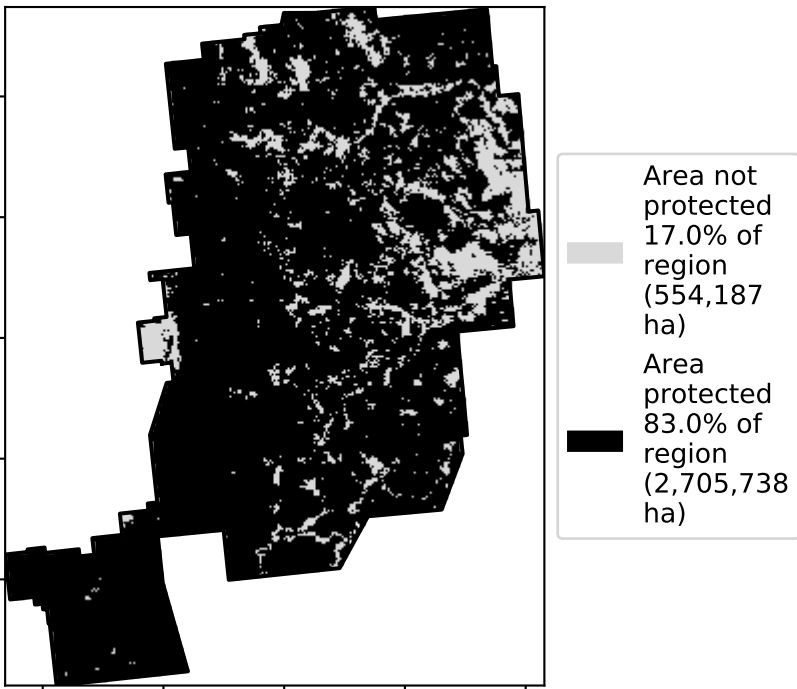 Area not
protected
17.0% of
region
(554,187
ha)
Area
protected
83.0% of
region
(2,705,738
ha)